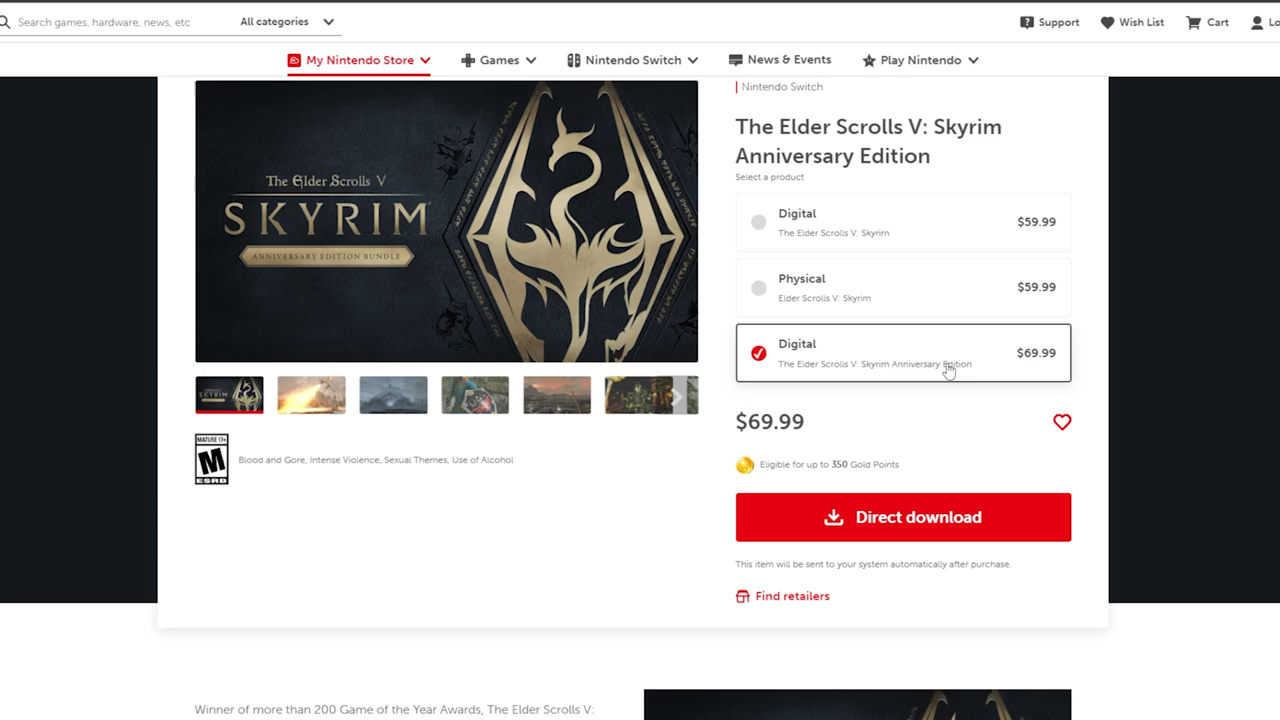 Search games, hardware, news, etc
All categories
Support
Wish List
Cart
Lo
My Nintendo Store
Games
Nintendo Switch
News & Events
Play Nintendo
The Elder Scrolls V
SKYRIM
ANNIVERSARY EDITION BUNDLE
Nintendo Switch
The Elder Scrolls V: Skyrim
Anniversary Edition
Select a product
Digital
The Elder Scrolls V: Skyrim
$59.99
Physical
Elder Scrolls V: Skyrim
$59.99
Digital
The Elder Scrolls V: Skyrim Anniversary Edition
$69.99
$69.99
Eligible for up to 350 Gold Points
Direct download
This item will be sent to your system automatically after purchase.
Find retailers
MATURE 17+
M
ESRB
Blood and Gore, Intense Violence, Sexual Themes, Use of Alcohol
Winner of more than 200 Game of the Year Awards, The Elder Scrolls V: